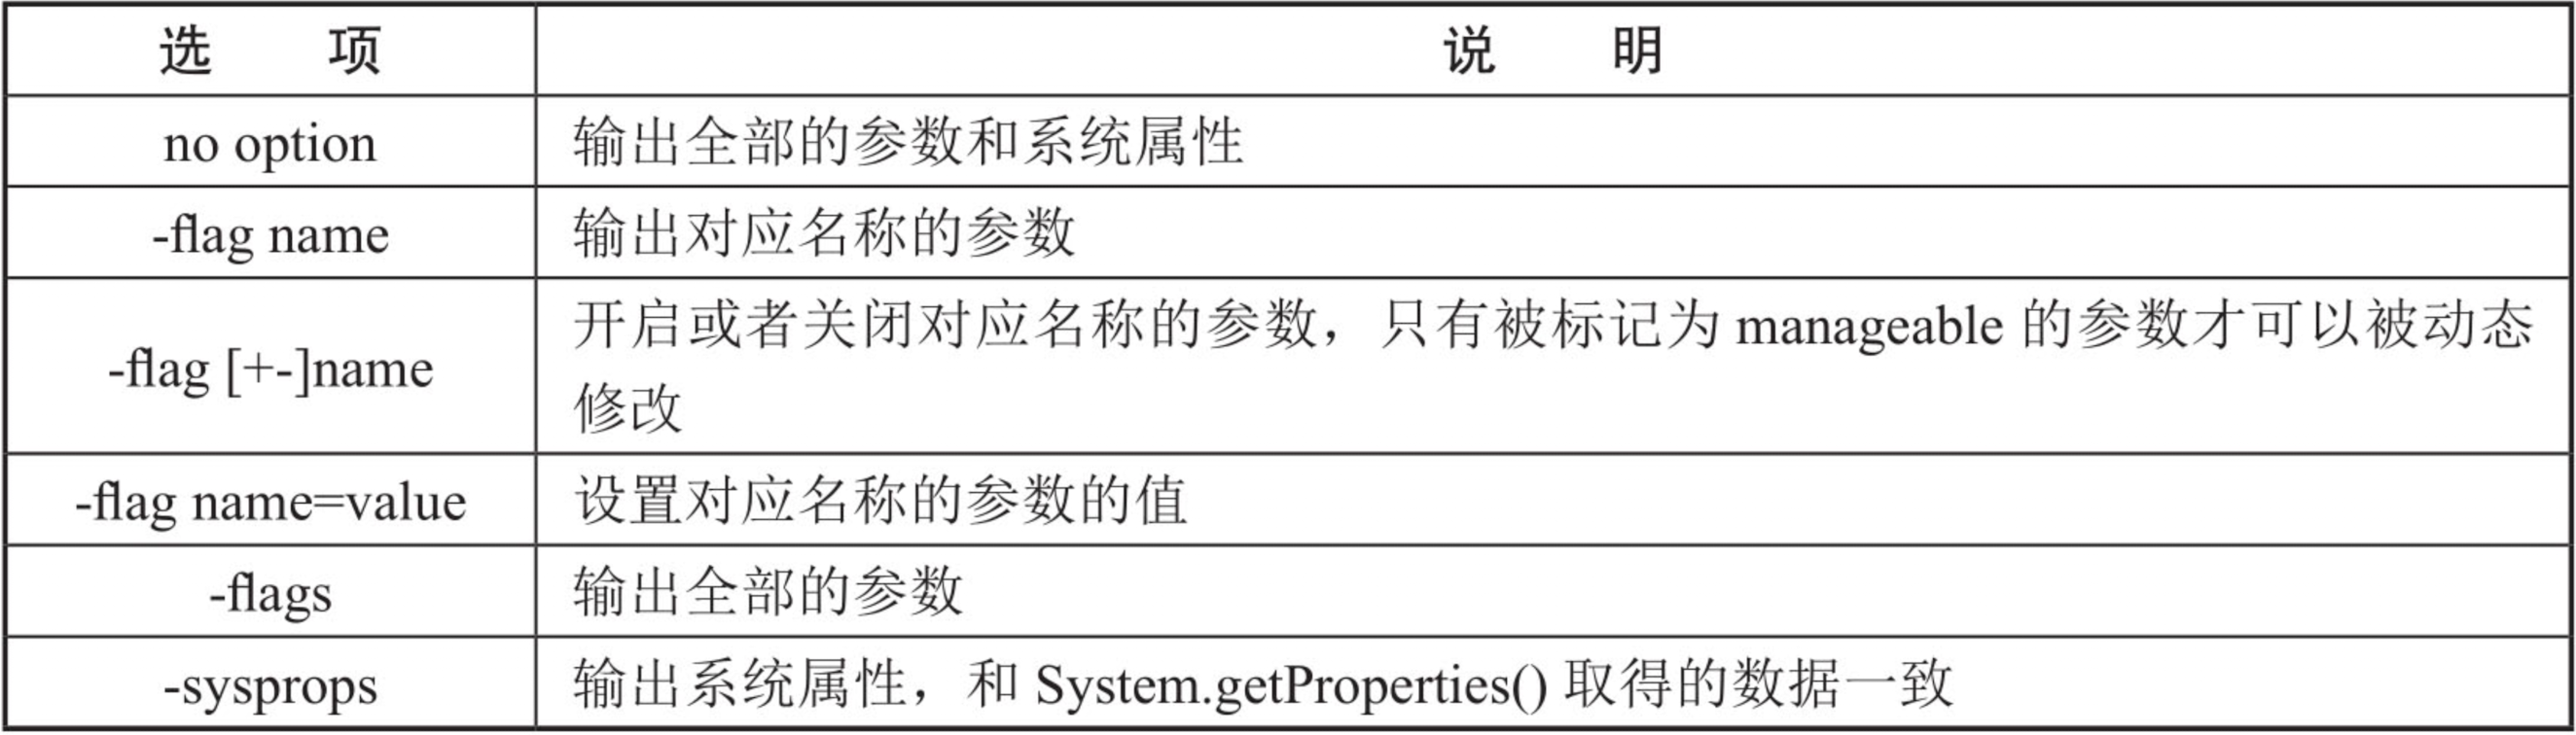 选 项 说 明
no option 输出全部的参数和系统属性
-flag name 输出对应名称的参数
-flag [+-]name 开启或者关闭对应名称的参数，只有被标记为 manageable 的参数才可以被动态
修改
-flag name=value 设置对应名称的参数的值
-flags 输出全部的参数
-sysprops 输出系统属性，和 System.getProperties() 取得的数据一致